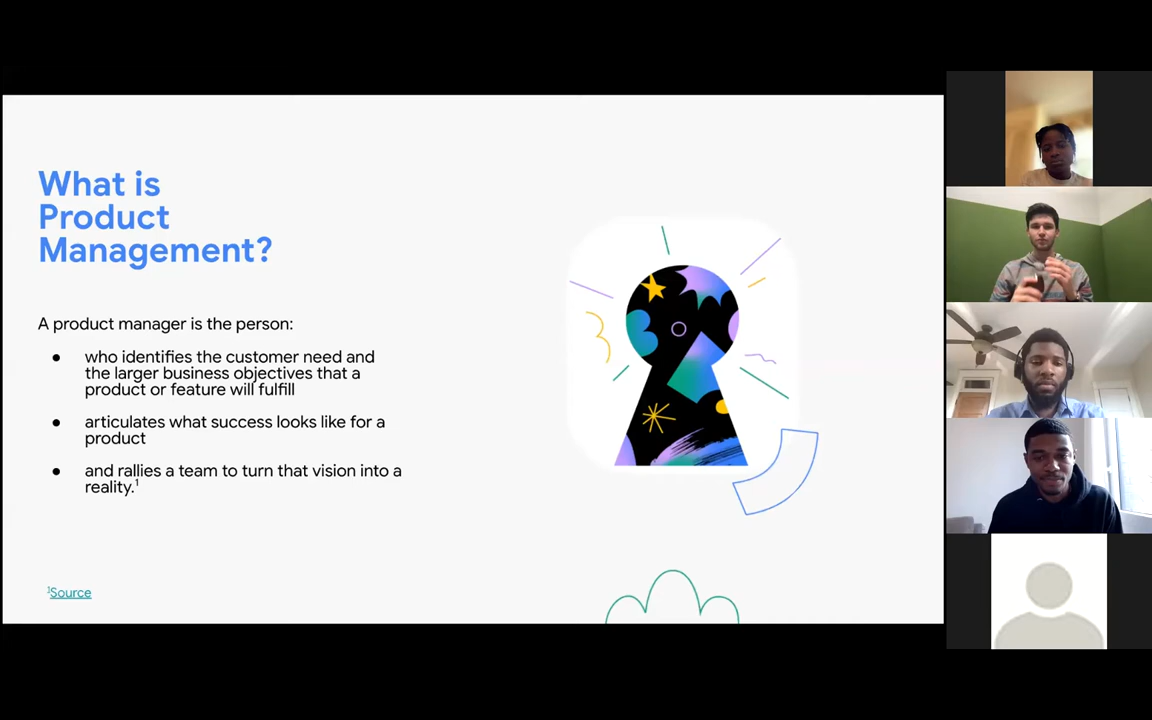 What is
Product
Management?
A product manager is the person:
● who identifies the customer need and
the larger business objectives that a
product or feature will fulfill
● articulates what success looks like for a
product
● and rallies a team to turn that vision into a
reality.¹
¹Source